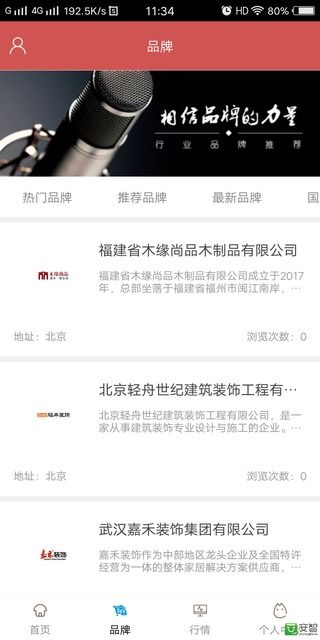 G 4G 192.5K/s 11:34 HD 80%
品牌
相信品牌的力量
行业品牌推荐
热门品牌 推荐品牌 最新品牌 国
福建省木缘尚品木制品有限公司
木缘尚品
福建省木缘尚品木制品有限公司成立于2017
年，总部坐落于福建省福州市闽江南岸，…
地址：北京 浏览次数：0
北京轻舟世纪建筑装饰工程有…
轻舟装饰
北京轻舟世纪建筑装饰工程有限公司，是一
家从事建筑装饰专业设计与施工的企业。…
地址：北京 浏览次数：0
武汉嘉禾装饰集团有限公司
嘉禾装饰
嘉禾装饰作为中部地区龙头企业及全国特许
经营为一体的整体家居解决方案供应商，…
首页 品牌 行情 个人中
安智